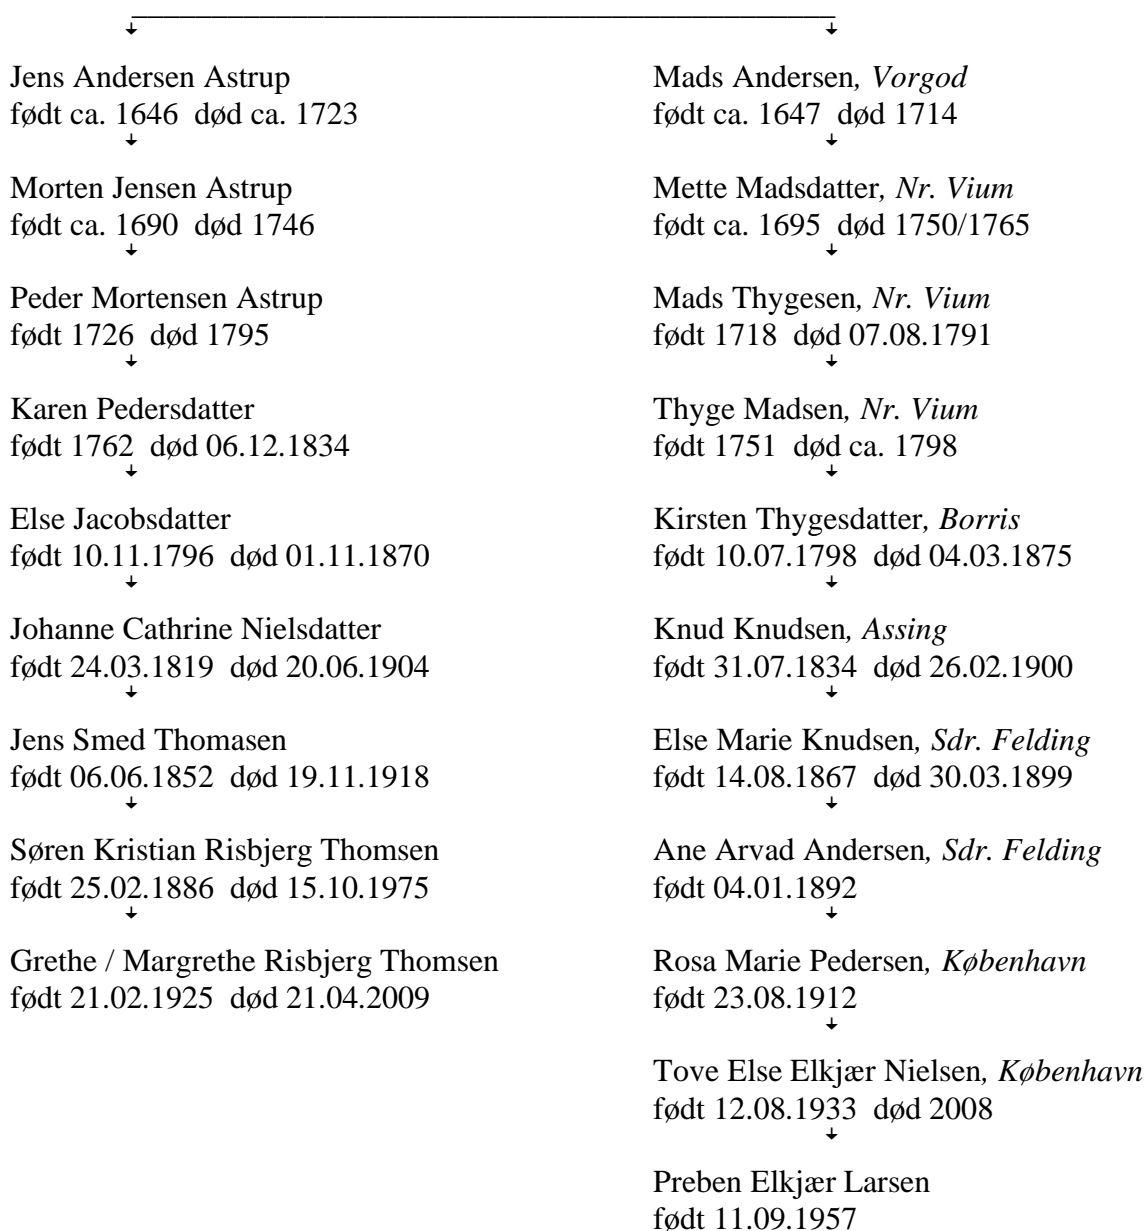 Jens Andersen Astrup
født ca. 1646 død ca. 1723
Morten Jensen Astrup
født ca. 1690 død 1746
Peder Mortensen Astrup
født 1726 død 1795
Karen Pedersdatter
født 1762 død 06.12.1834
Else Jacobsdatter
født 10.11.1796 død 01.11.1870
Johanne Cathrine Nielsdatter
født 24.03.1819 død 20.06.1904
Jens Smed Thomasen
født 06.06.1852 død 19.11.1918
Søren Kristian Risbjerg Thomsen
født 25.02.1886 død 15.10.1975
Grethe / Margrethe Risbjerg Thomsen
født 21.02.1925 død 21.04.2009
Mads Andersen, Vorgod
født ca. 1647 død 1714
Mette Madsdatter, Nr. Vium
født ca. 1695 død 1750/1765
Mads Thygesen, Nr. Vium
født 1718 død 07.08.1791
Thyge Madsen, Nr. Vium
født 1751 død ca. 1798
Kirsten Thygesdatter, Borris
født 10.07.1798 død 04.03.1875
Knud Knudsen, Assing
født 31.07.1834 død 26.02.1900
Else Marie Knudsen, Sdr. Felding
født 14.08.1867 død 30.03.1899
Ane Arvad Andersen, Sdr. Felding
født 04.01.1892
Rosa Marie Pedersen, København
født 23.08.1912
Tove Else Elkjær Nielsen, København
født 12.08.1933 død 2008
Preben Elkjær Larsen
født 11.09.1957